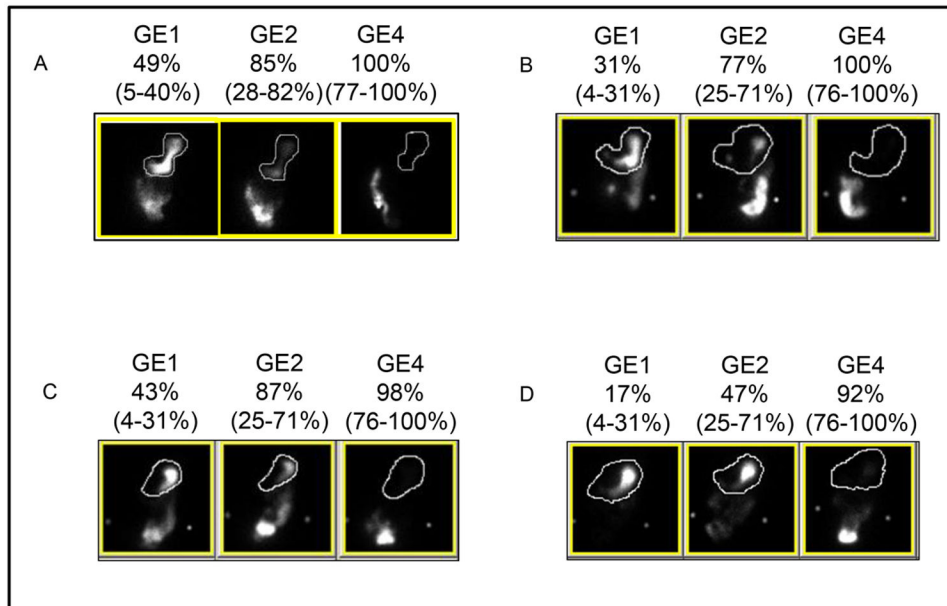 GE1 GE2 GE4
A 49% 85% 100%
(5-40%) (28-82%) (77-100%)
GE1 GE2 GE4
B 31% 77% 100%
(4-31%) (25-71%) (76-100%)
GE1 GE2 GE4
C 43% 87% 98%
(4-31%) (25-71%) (76-100%)
GE1 GE2 GE4
D 17% 47% 92%
(4-31%) (25-71%) (76-100%)